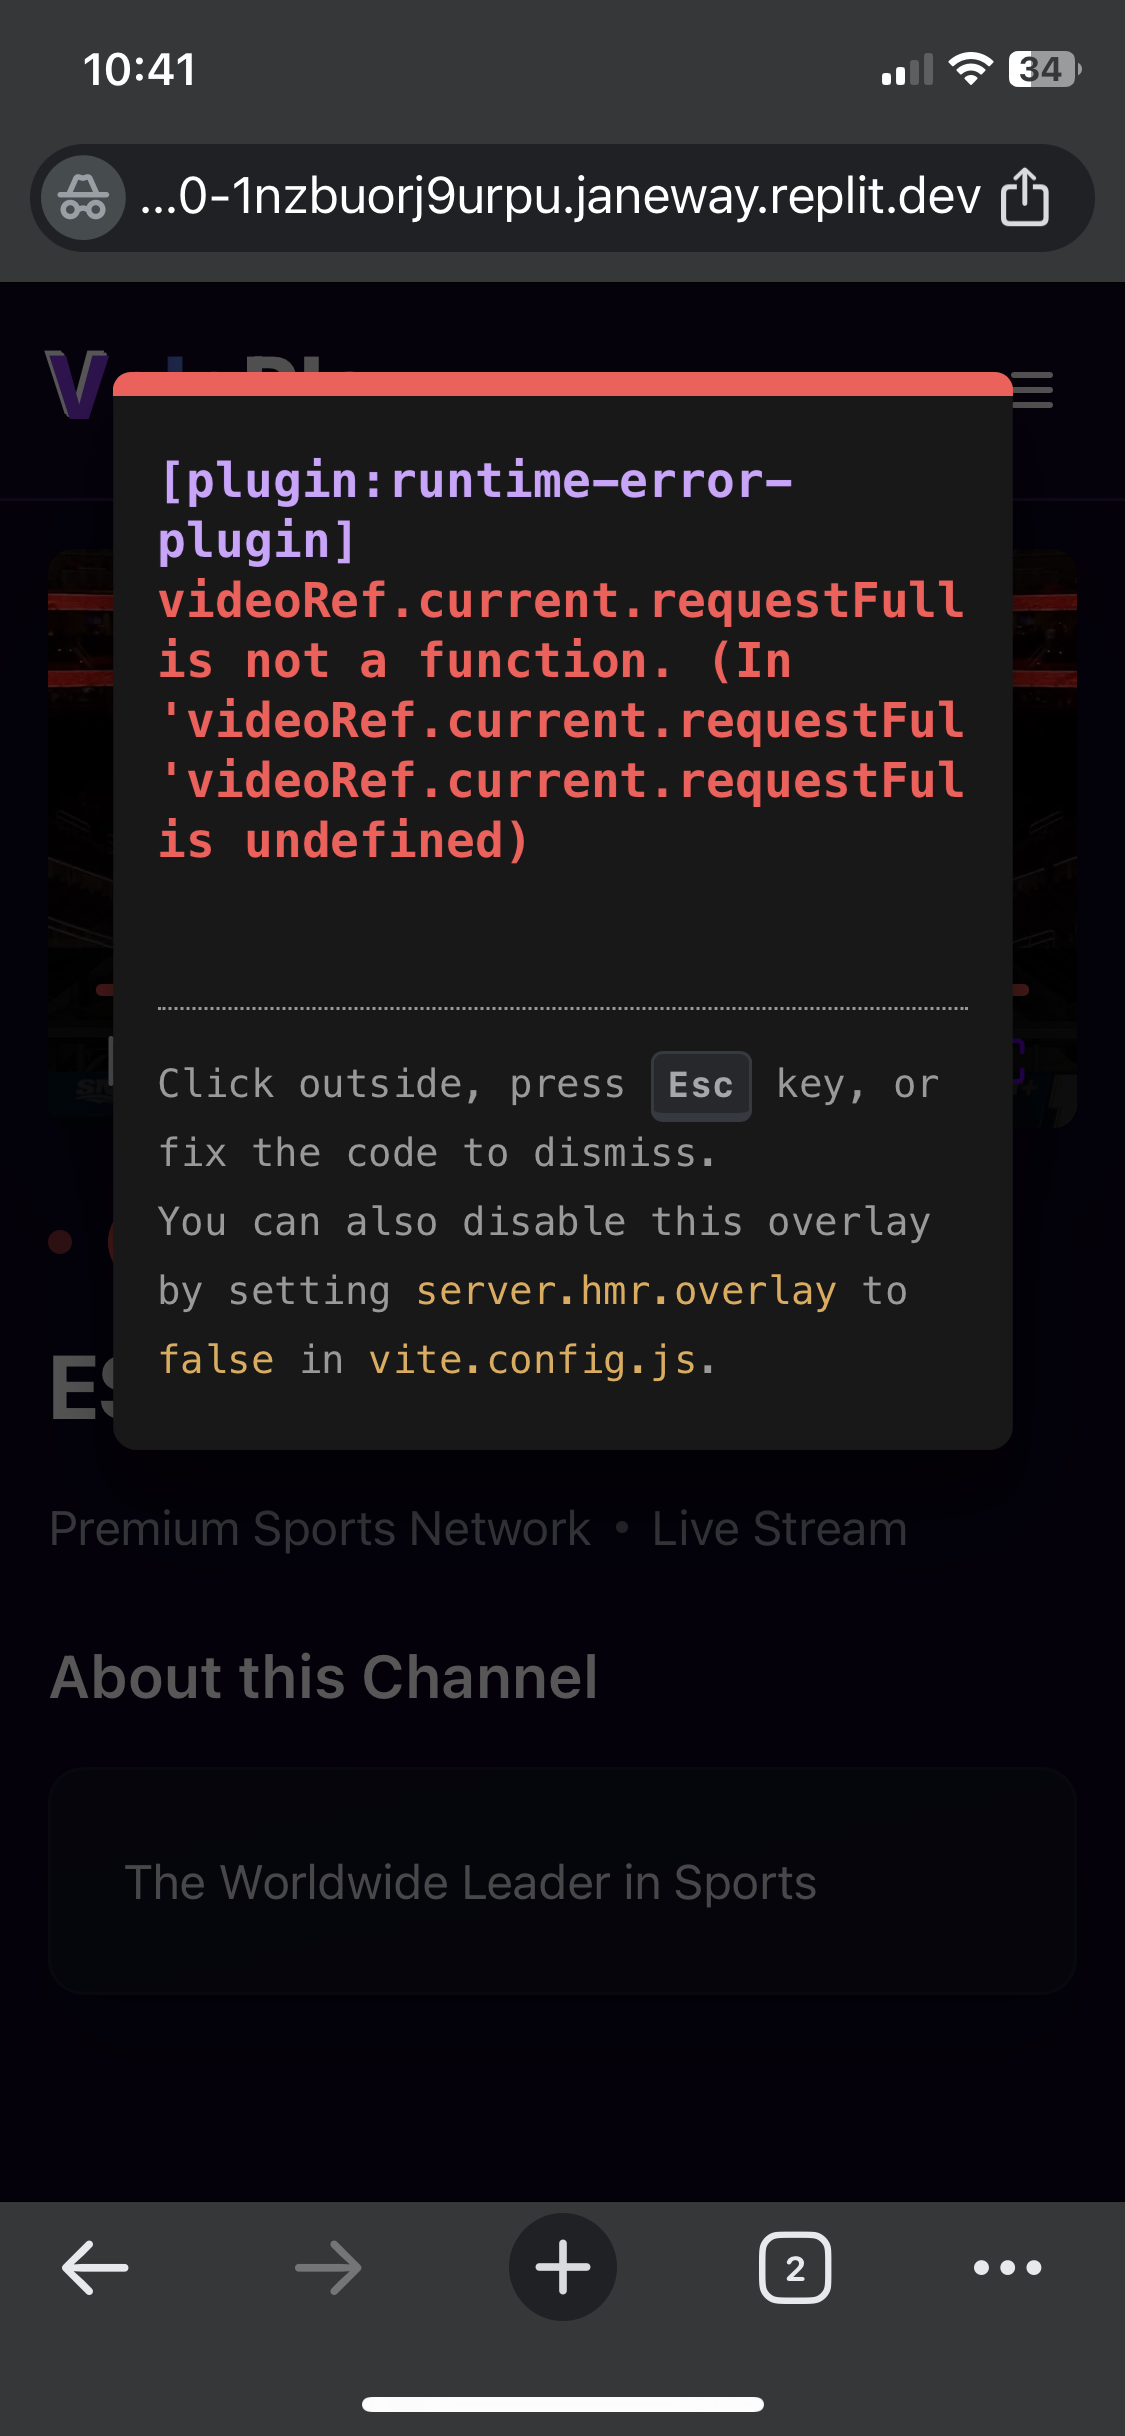 10:41
34
...0-1nzbuorj9urpu.janeway.replit.dev
[plugin:runtime-error-
plugin]
videoRef.current.requestFull
is not a function. (In
'videoRef.current.requestFul
'videoRef.current.requestFul
is undefined)
Click outside, press Esc key, or
fix the code to dismiss.
You can also disable this overlay
by setting server.hmr.overlay to
false in vite.config.js.
Premium Sports Network • Live Stream
About this Channel
The Worldwide Leader in Sports
2